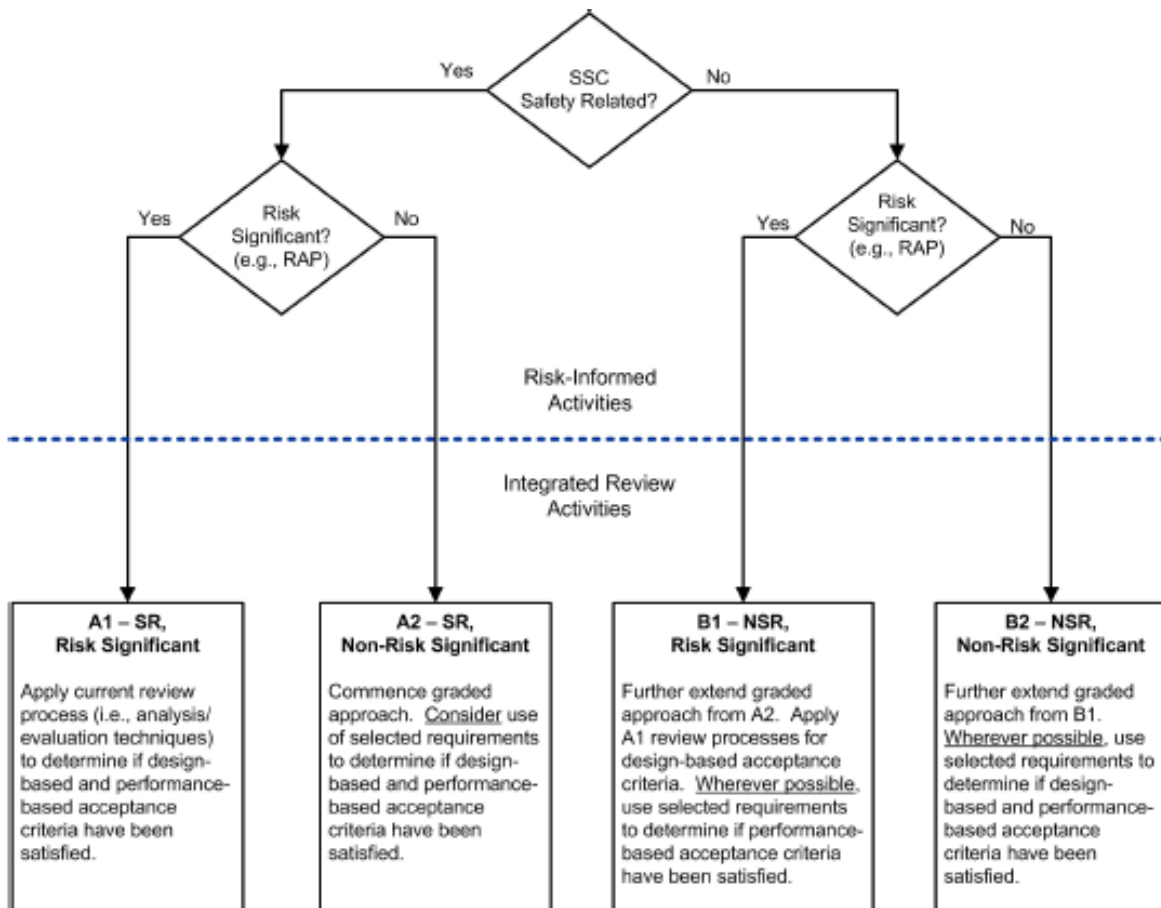 SSC
Safety Related?
Yes
No
Risk
Significant?
(e.g., RAP)
Yes
No
Risk
Significant?
(e.g., RAP)
Yes
No
Risk-Informed
Activities
Integrated Review
Activities
A1 – SR,
Risk Significant
Apply current review
process (i.e., analysis/
evaluation techniques)
to determine if design-
based and performance-
based acceptance
criteria have been
satisfied.
A2 – SR,
Non-Risk Significant
Commence graded
approach.  Consider use
of selected requirements
to determine if design-
based and performance-
based acceptance
criteria have been
satisfied.
B1 – NSR,
Risk Significant
Further extend graded
approach from A2.  Apply
A1 review processes for
design-based acceptance
criteria.  Wherever possible,
use selected requirements
to determine if performance-
based acceptance criteria
have been satisfied.
B2 – NSR,
Non-Risk Significant
Further extend graded
approach from B1.
Wherever possible, use
selected requirements to
determine if design-
based and performance-
based acceptance
criteria have been
satisfied.